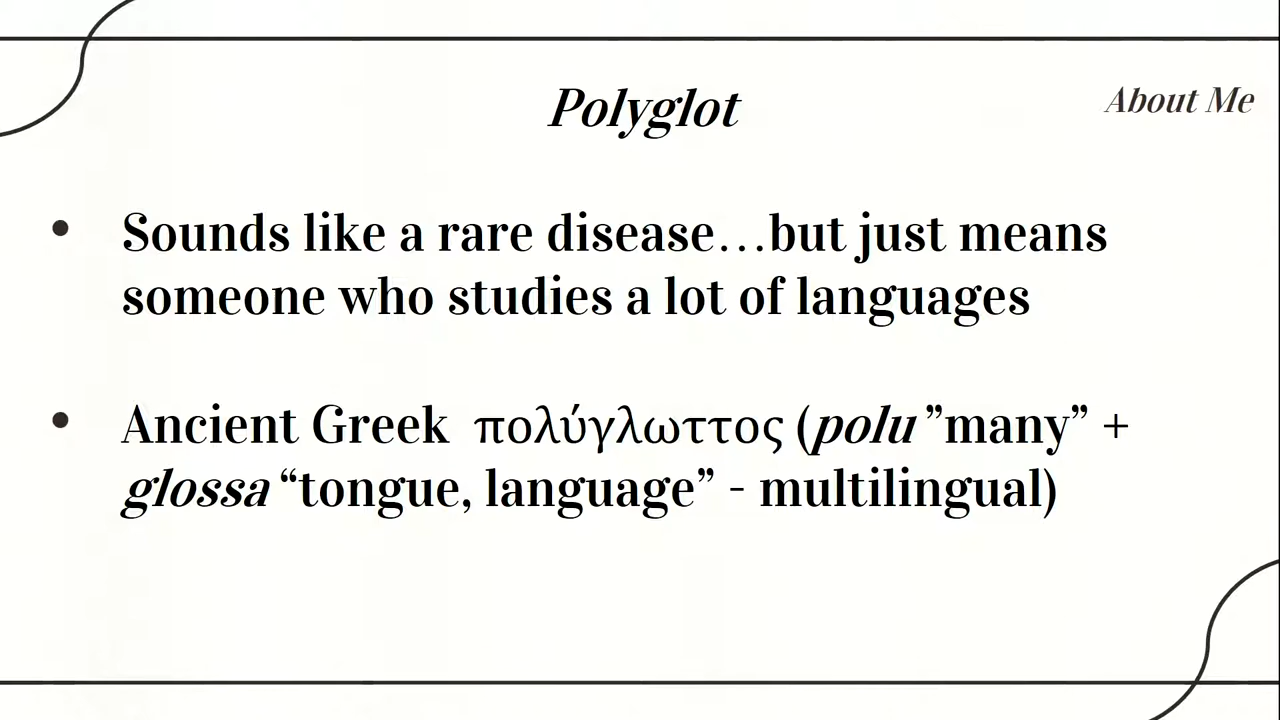 Polyglot
About Me
• Sounds like a rare disease…but just means
someone who studies a lot of languages
• Ancient Greek πολύγλωττος (polu ”many” +
glossa “tongue, language” - multilingual)